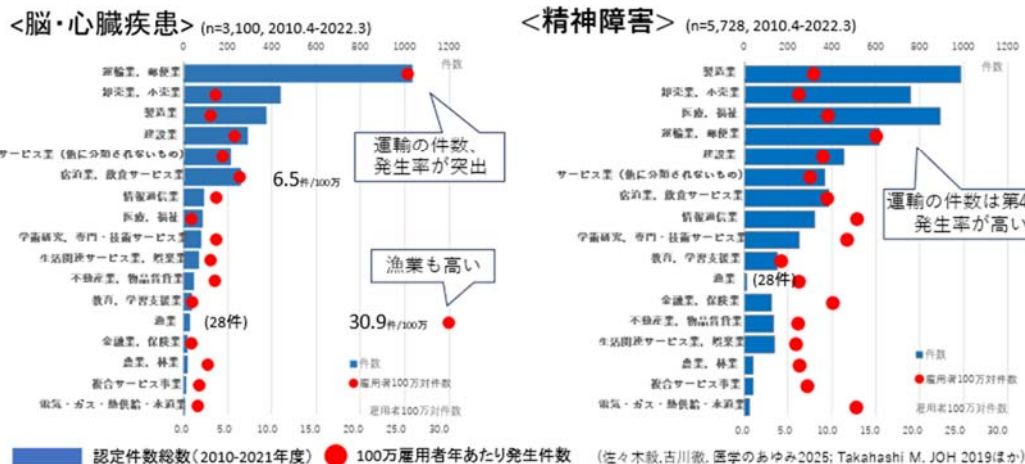 <脳・心臓疾患> (n=3,100, 2010.4-2022.3)
0 200 400 600 800 1000 1200
件数
運輸業，郵便業
卸売業，小売業
製造業
建設業
サービス業（他に分類されないもの）
宿泊業，飲食サービス業
情報通信業
医療，福祉
学術研究，専門・技術サービス業
生活関連サービス業，娯楽業
不動産業，物品賃貸業
教育，学習支援業
漁業
金融業，保険業
農業，林業
複合サービス事業
電気・ガス・熱供給・水道業
運輸の件数、
発生率が突出
6.5件/100万
漁業も高い
(28件)
30.9件/100万
件数
雇用者100万対件数
雇用者100万対件数
0.0 5.0 10.0 15.0 20.0 25.0 30.0
<精神障害> (n=5,728, 2010.4-2022.3)
0 200 400 600 800 1000 1200
件数
製造業
卸売業，小売業
医療，福祉
運輸業，郵便業
建設業
サービス業（他に分類されないもの）
宿泊業，飲食サービス業
情報通信業
学術研究，専門・技術サービス業
教育，学習支援業
漁業
金融業，保険業
不動産業，物品賃貸業
生活関連サービス業，娯楽業
農業，林業
複合サービス事業
電気・ガス・熱供給・水道業
運輸の件数は第4
発生率が高い
(28件)
件数
雇用者100万対件数
雇用者100万対件数
0.0 5.0 10.0 15.0 20.0 25.0 30.0
認定件数総数(2010-2021年度) 100万雇用者年あたり発生件数 (佐々木毅,吉川徹. 医学のあゆみ2025; Takahashi M. JOH 2019ほか)